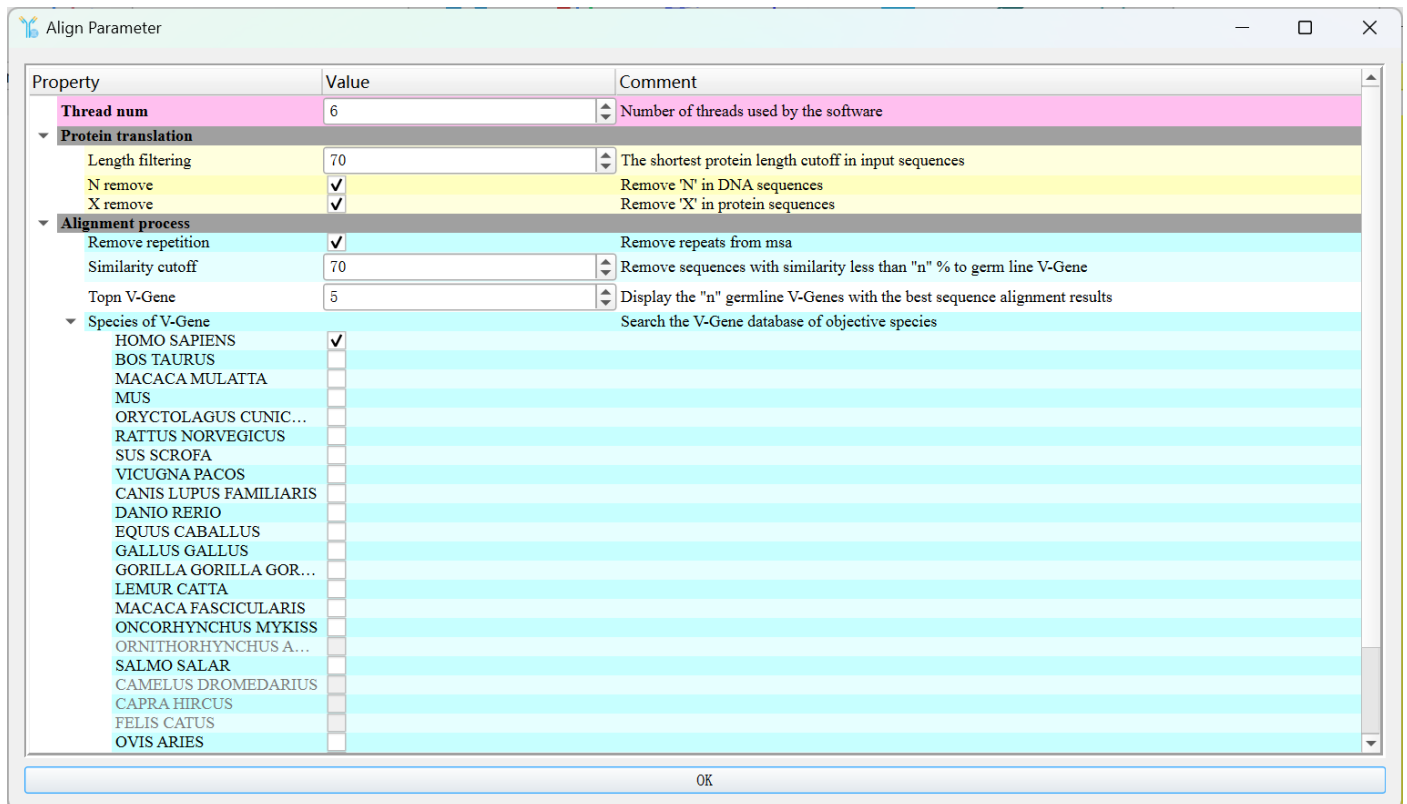 Align Parameter
Property Value Comment
Thread num 6 Number of threads used by the software
Protein translation
Length filtering 70 The shortest protein length cutoff in input sequences
N remove Remove 'N' in DNA sequences
X remove Remove 'X' in protein sequences
Alignment process
Remove repetition Remove repeats from msa
Similarity cutoff 70 Remove sequences with similarity less than "n" % to germ line V-Gene
Topn V-Gene 5 Display the "n" germline V-Genes with the best sequence alignment results
Species of V-Gene Search the V-Gene database of objective species
HOMO SAPIENS
BOS TAURUS
MACACA MULATTA
MUS
ORYCTOLAGUS CUNIC...
RATTUS NORVEGICUS
SUS SCROFA
VICUGNA PACOS
CANIS LUPUS FAMILIARIS
DANIO RERIO
EQUUS CABALLUS
GALLUS GALLUS
GORILLA GORILLA GOR...
LEMUR CATTA
MACACA FASCICULARIS
ONCORHYNCHUS MYKISS
ORNITHORHYNCHUS A...
SALMO SALAR
CAMELUS DROMEDARIUS
CAPRA HIRCUS
FELIS CATUS
OVIS ARIES
OK